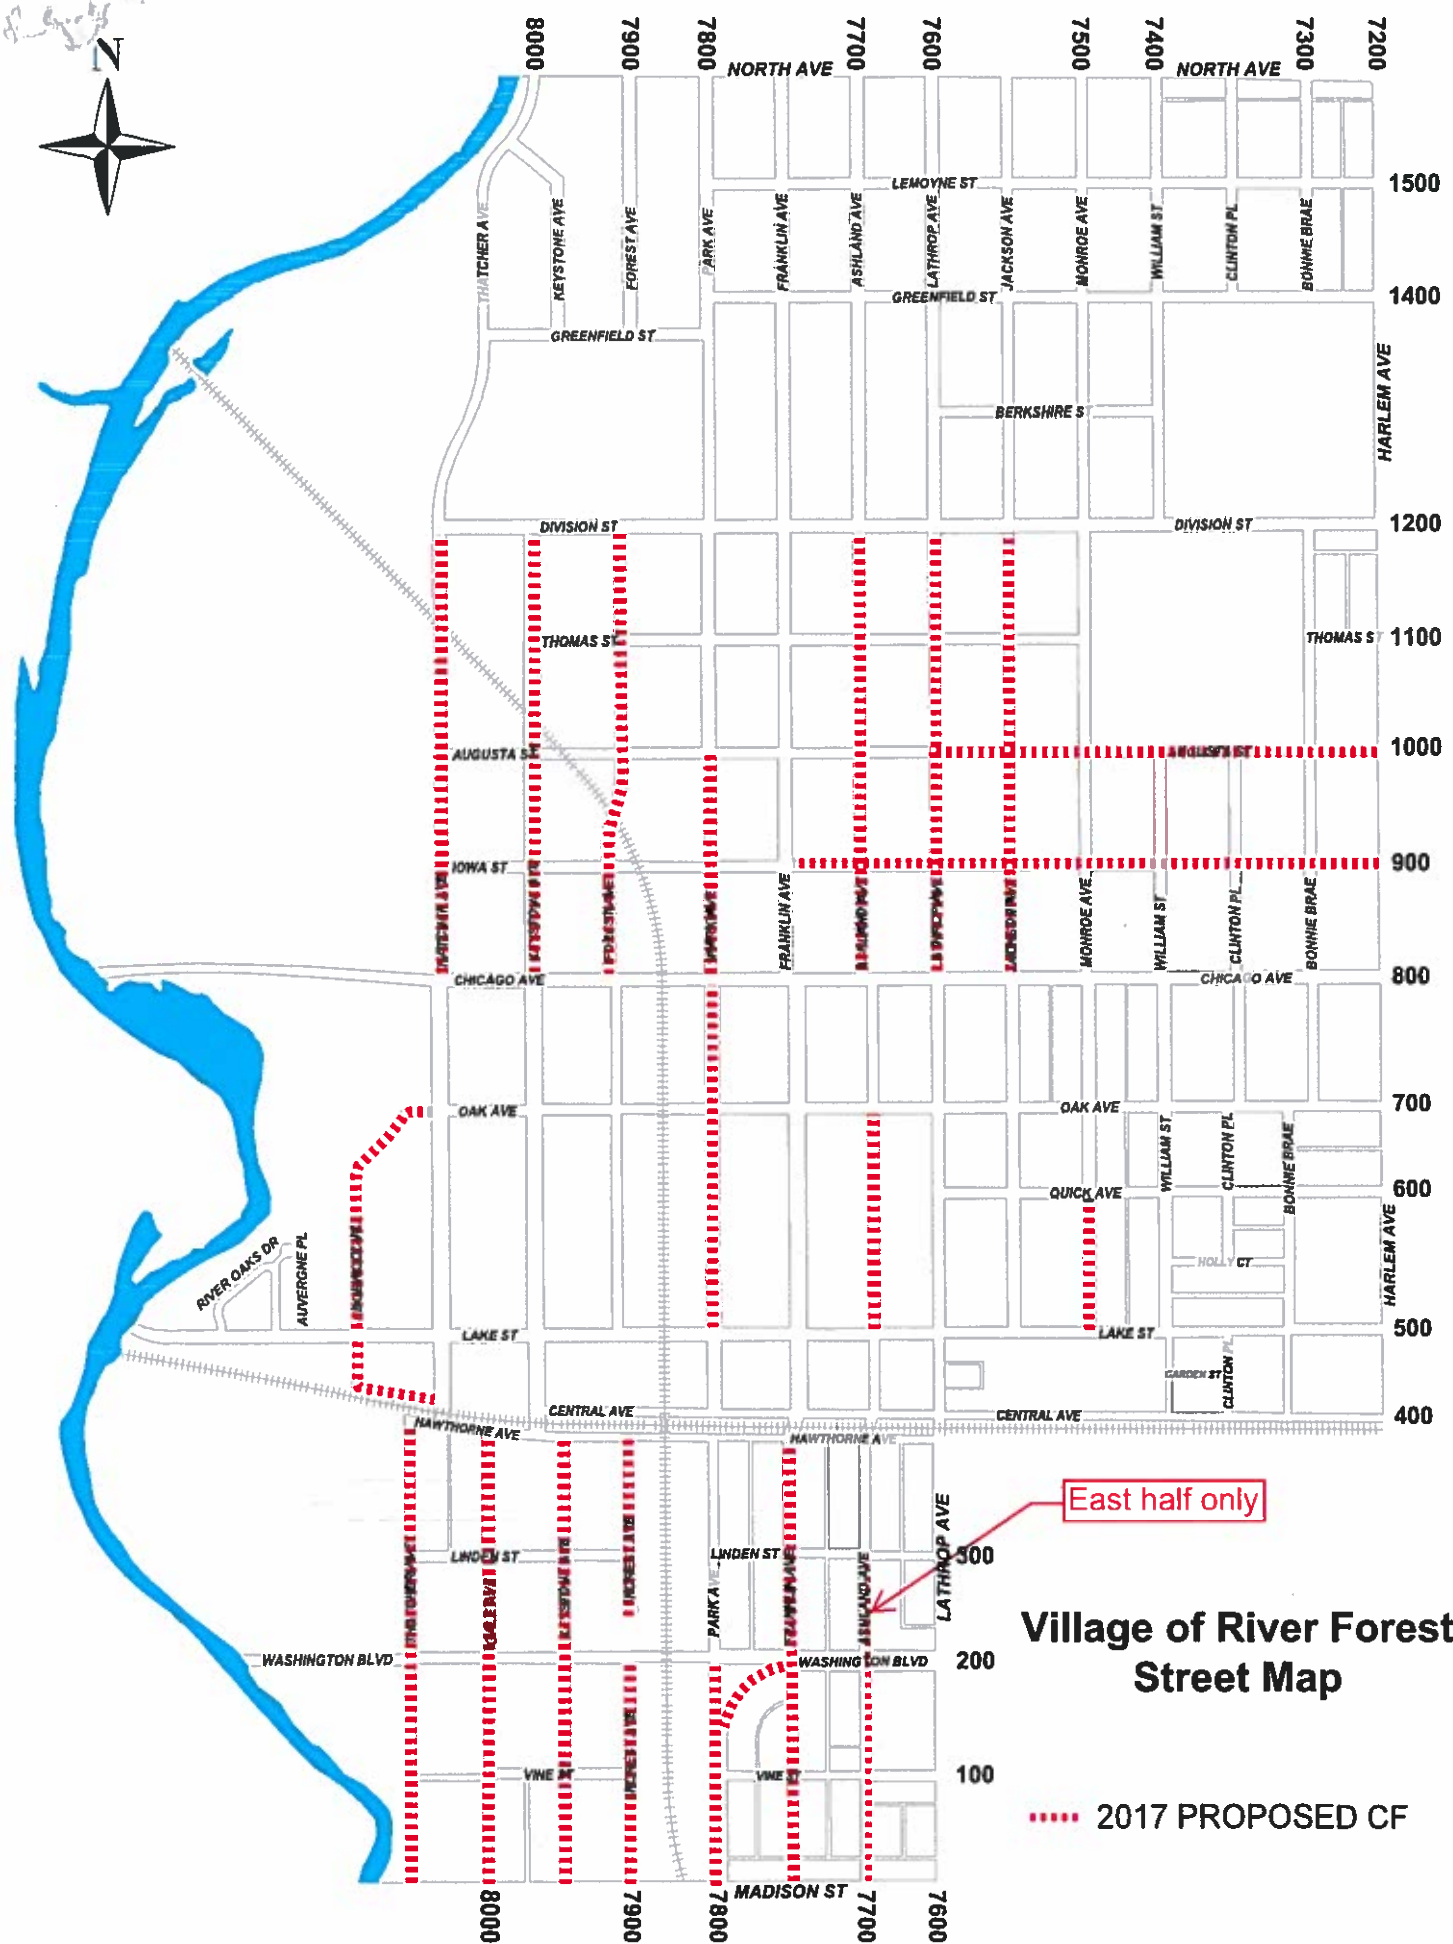 N
8000
7900
7800
7700
7600
7500
7400
7300
7200
NORTH AVE
NORTH AVE
LEMOYNE ST
1500
THATCHER AVE
KEYSTONE AVE
FOREST AVE
PARK AVE
FRANKLIN AVE
ASHLAND AVE
LATHROP AVE
JACKSON AVE
MONROE AVE
WILLIAM ST
CLINTON PL
BONNIE BRAE
GREENFIELD ST
1400
GREENFIELD ST
HARLEM AVE
BERKSHIRE ST
DIVISION ST
DIVISION ST
1200
THOMAS ST
THOMAS ST
1100
AUGUSTA ST
1000
IOWA ST
900
FRANKLIN AVE
MONROE AVE
WILLIAM ST
CLINTON PL
BONNIE BRAE
CHICAGO AVE
CHICAGO AVE
800
OAK AVE
OAK AVE
700
WILLIAM ST
CLINTON PL
BONNIE BRAE
QUICK AVE
600
RIVER OAKS DR
AUVERGNE PL
HOLLY CT
HARLEM AVE
LAKE ST
LAKE ST
500
GARDEN ST
CLINTON PL
CENTRAL AVE
CENTRAL AVE
400
HAWTHORNE AVE
HAWTHORNE AVE
East half only
LINDEN ST
LINDEN ST
300
PARK AVE
ASHLAND AVE
LATHROP AVE
Village of River Forest
Street Map
WASHINGTON BLVD
WASHINGTON BLVD
200
VINE ST
VINE ST
100
2017 PROPOSED CF
MADISON ST
8000
7900
7800
7700
7600